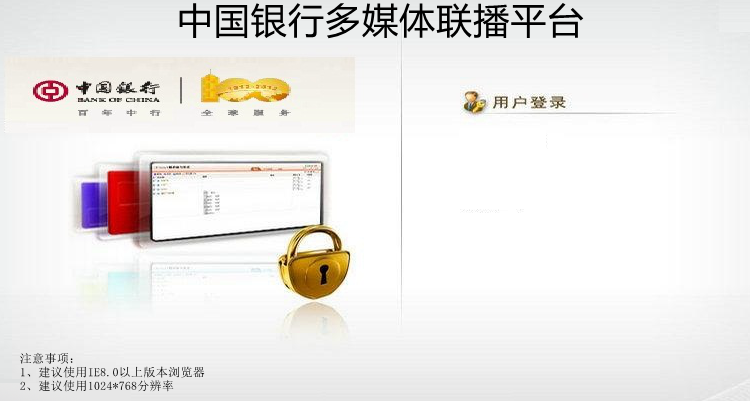 中国银行多媒体联播平台
中国银行
BANK OF CHINA
1912-2012
百年中行 全球服务
用户登录
注意事项:
1、建议使用IE8.0以上版本浏览器
2、建议使用1024*768分辨率